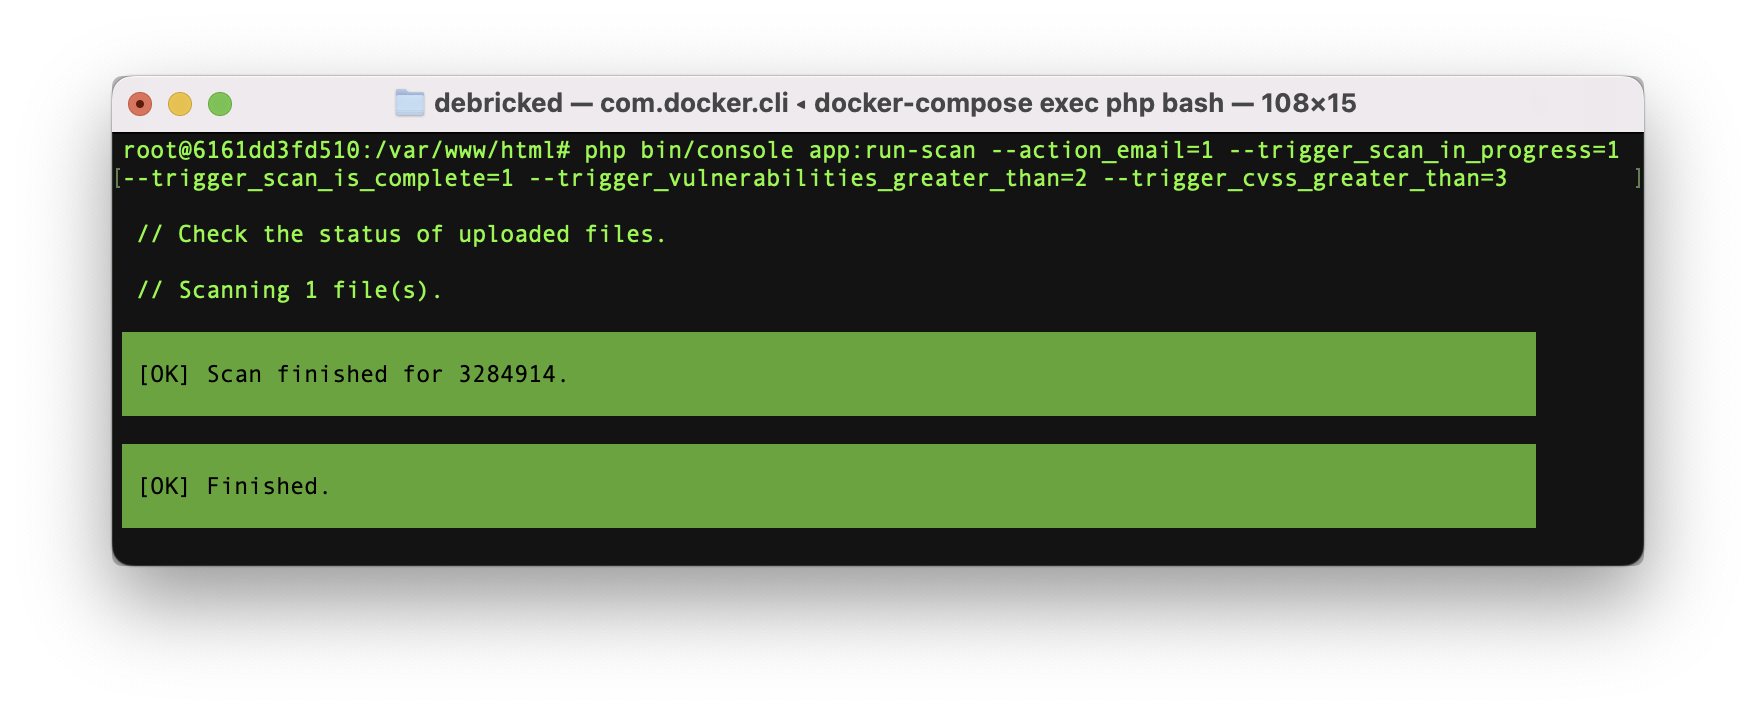 debricked — com.docker.cli ◂ docker-compose exec php bash — 108×15
root@6161dd3fd510:/var/www/html# php bin/console app:run-scan --action_email=1 --trigger_scan_in_progress=1
[--trigger_scan_is_complete=1 --trigger_vulnerabilities_greater_than=2 --trigger_cvss_greater_than=3 ]
// Check the status of uploaded files.
// Scanning 1 file(s).
[OK] Scan finished for 3284914.
[OK] Finished.